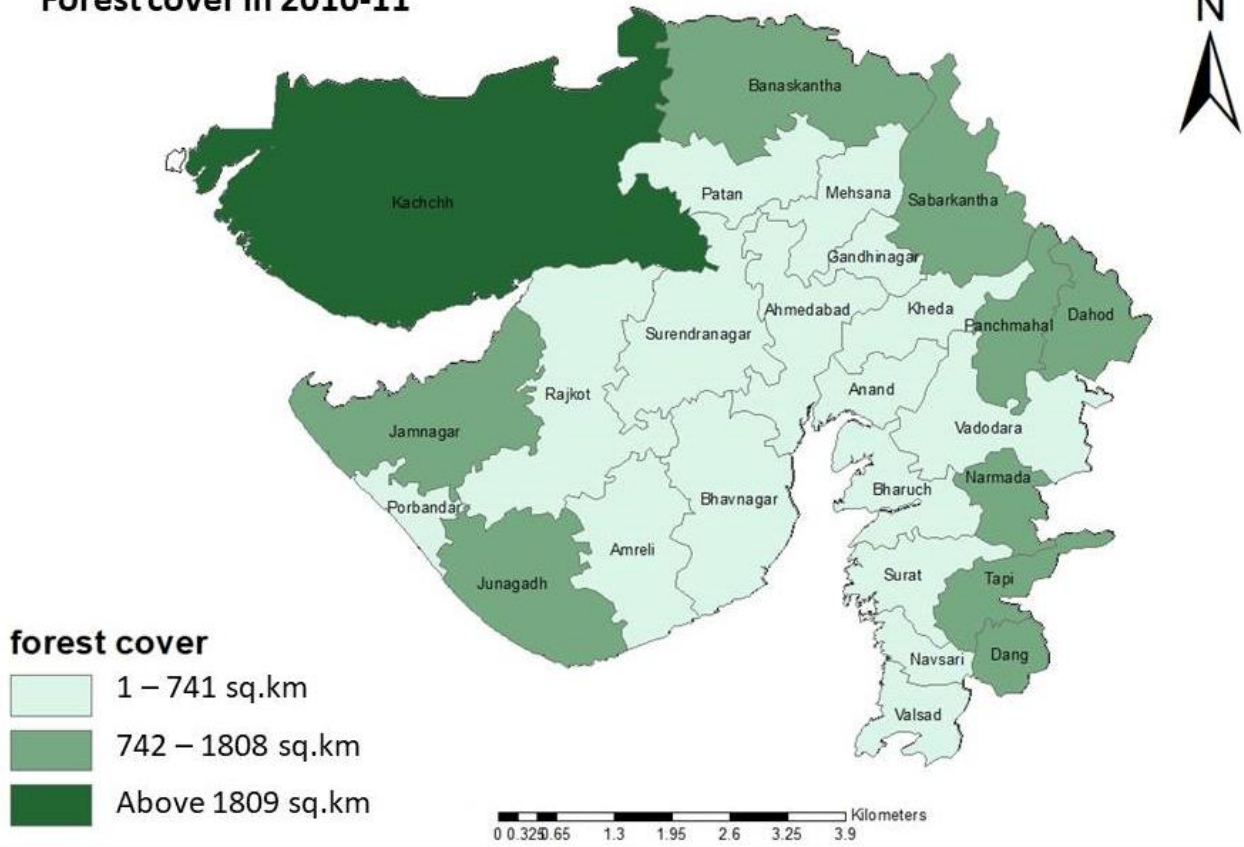 Forest cover in 2010-11
N
Banaskantha
Kachchh
Patan
Mehsana
Sabarkantha
Gandhinagar
Ahmedabad
Kheda
Panchmahal
Dahod
Surendranagar
Rajkot
Anand
Jamnagar
Vadodara
Narmada
Bharuch
Porbandar
Bhavnagar
Amreli
Surat
Tapi
Junagadh
Navsari
Dang
Valsad
forest cover
1 – 741 sq.km
742 – 1808 sq.km
Above 1809 sq.km
Kilometers
0 0.325 0.65 1.3 1.95 2.6 3.25 3.9